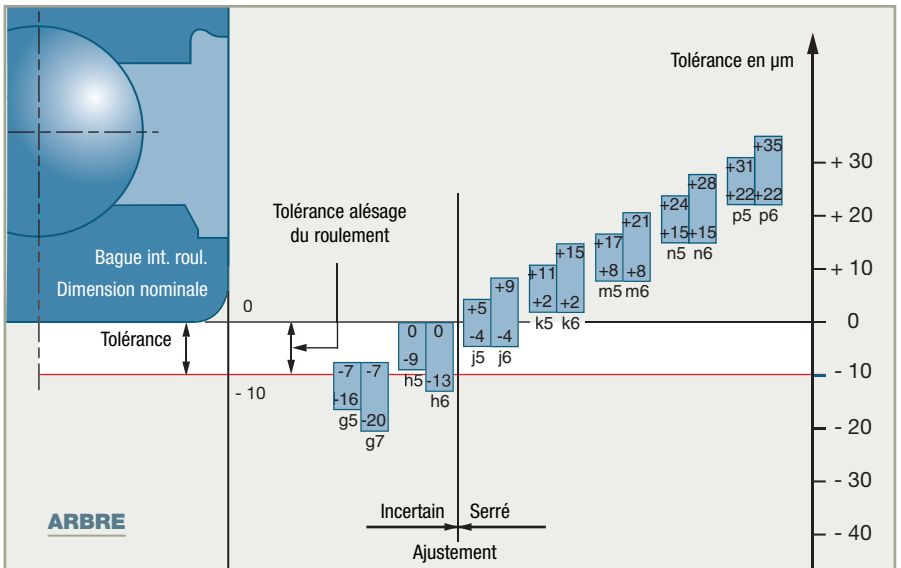 Tolérance en µm
+ 30
+ 20
+ 10
0
- 10
- 20
- 30
- 40
Tolérance alésage
du roulement
Bague int. roul.
Dimension nominale
0
Tolérance
- 10
-7
-16
g5
-7
-20
g7
0
-9
h5
0
-13
h6
+5
-4
j5
+9
-4
j6
+11
+2
k5
+15
+2
k6
+17
+8
m5
+21
+8
m6
+24
+15
n5
+28
+15
n6
+31
+22
p5
+35
+22
p6
ARBRE
Incertain
Serré
Ajustement